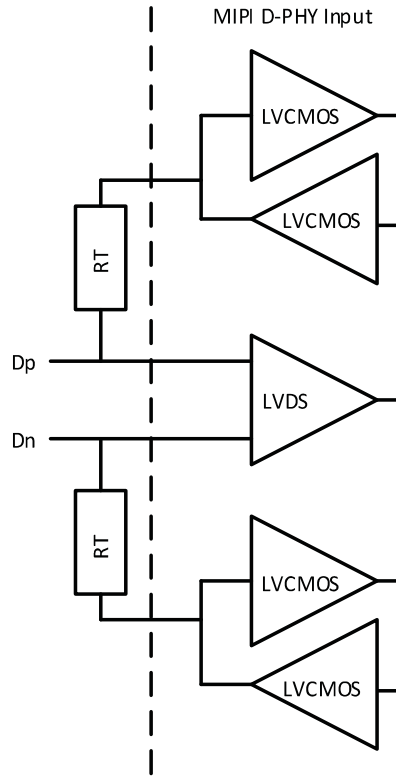 MIPI D-PHY Input
LVCMOS
LVCMOS
RT
Dp
LVDS
Dn
RT
LVCMOS
LVCMOS